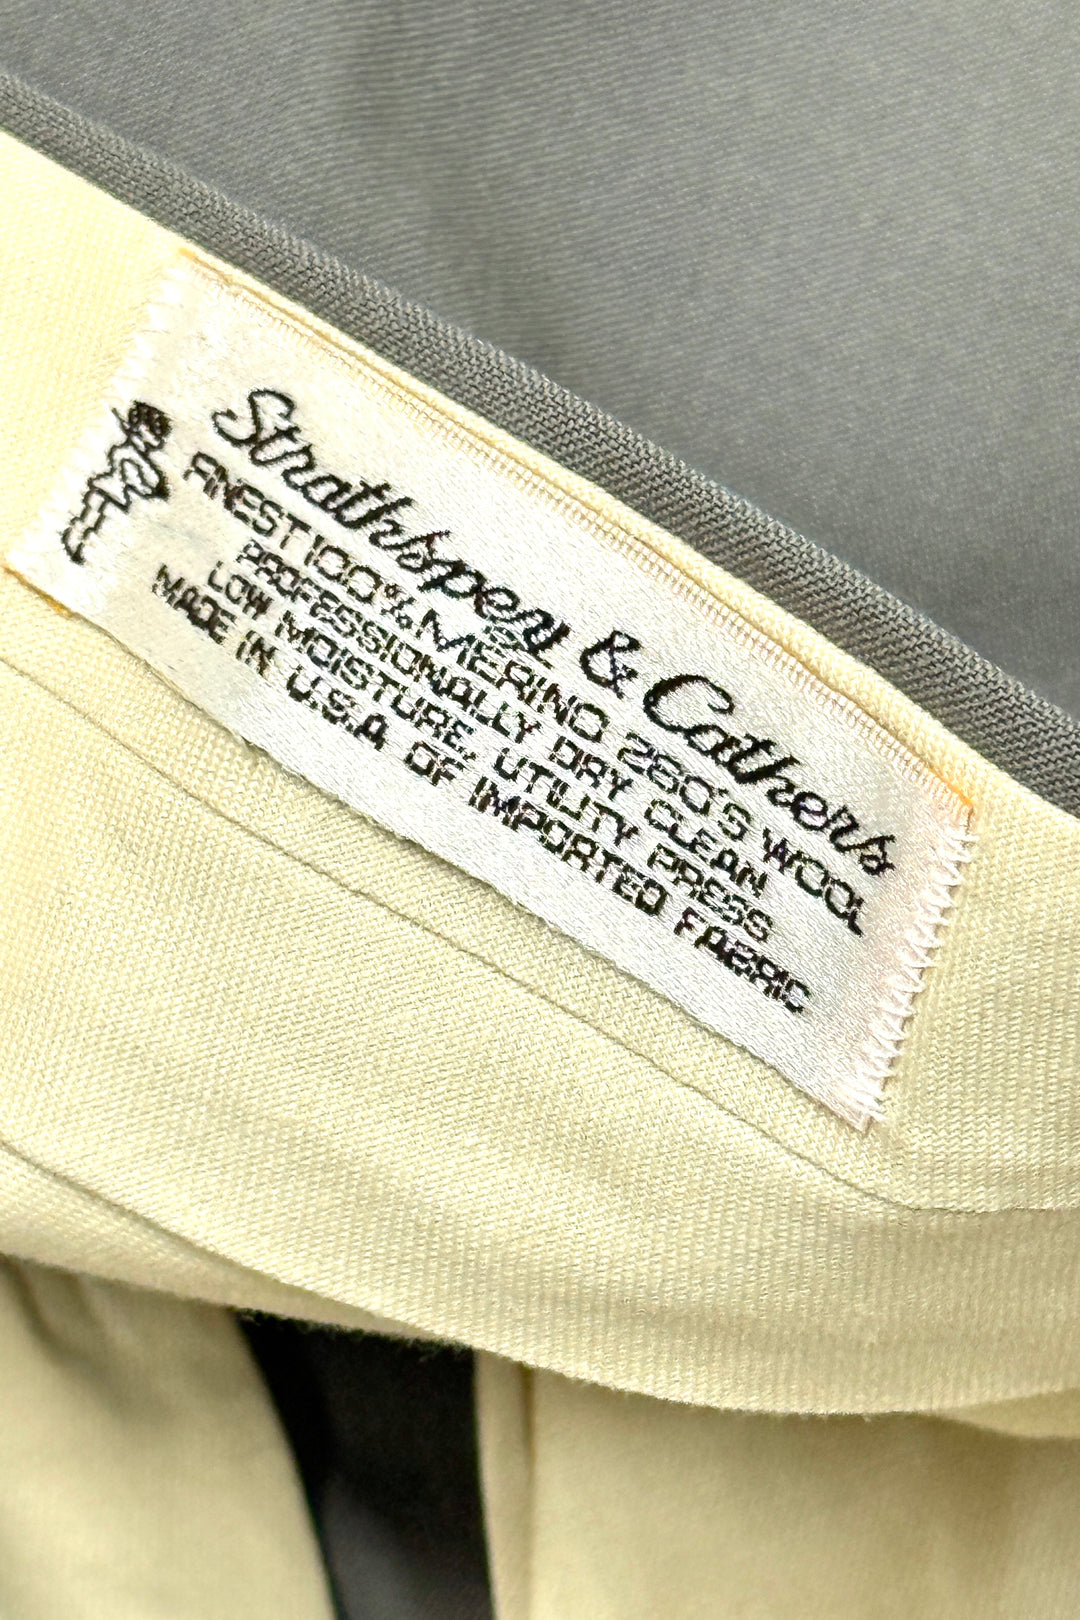 Strathspey & Cathers
FINEST 100% MERINO 260'S WOOL
PROFESSIONALLY DRY CLEAN
LOW MOISTURE, UTILITY PRESS
MADE IN U.S.A OF IMPORTED FABRIC